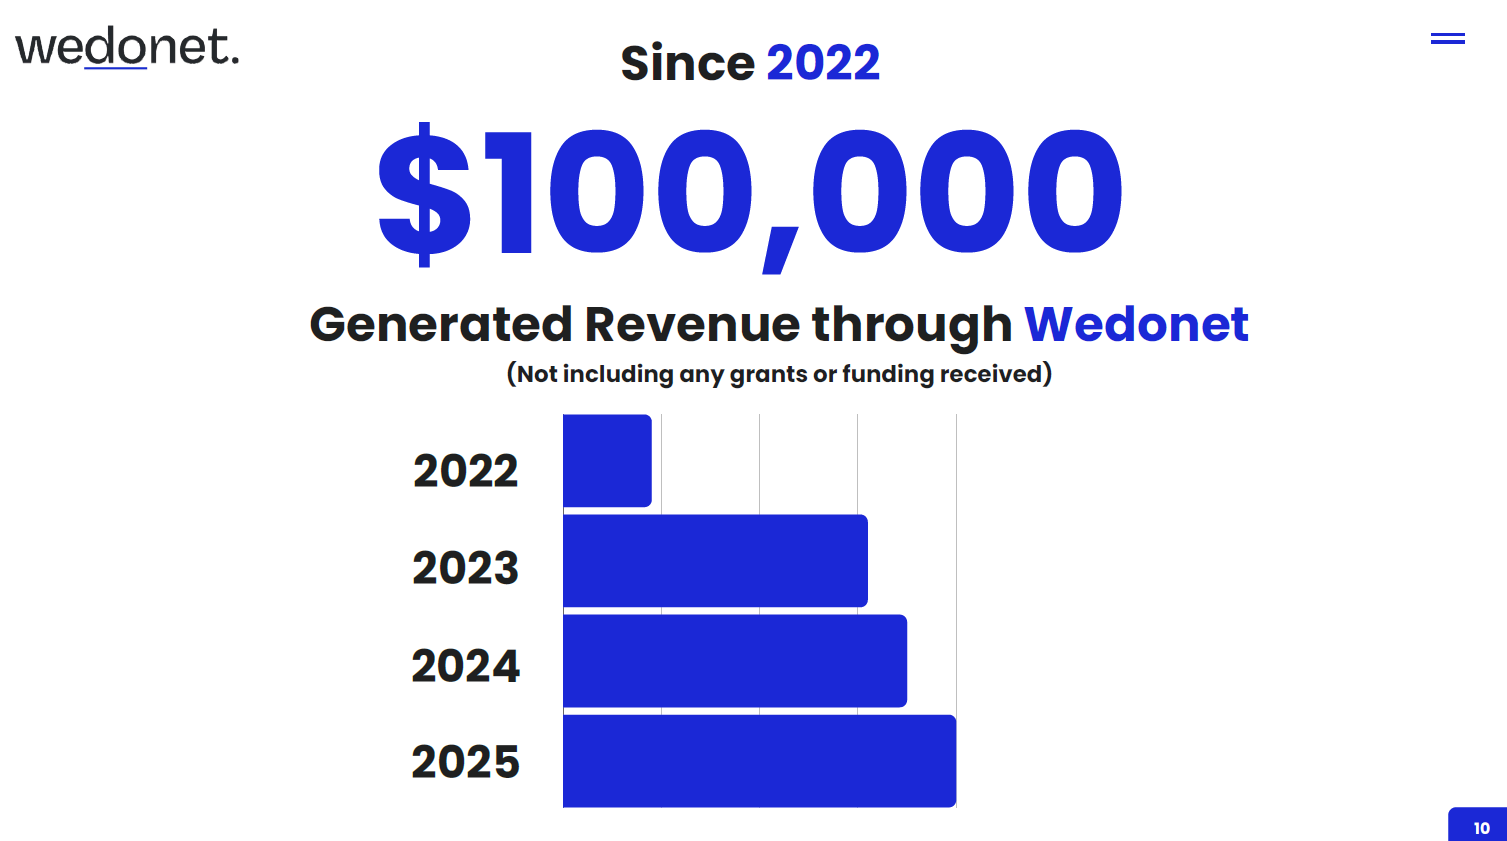 wedonet.
Since 2022
$100,000
Generated Revenue through Wedonet
(Not including any grants or funding received)
2022
2023
2024
2025
10